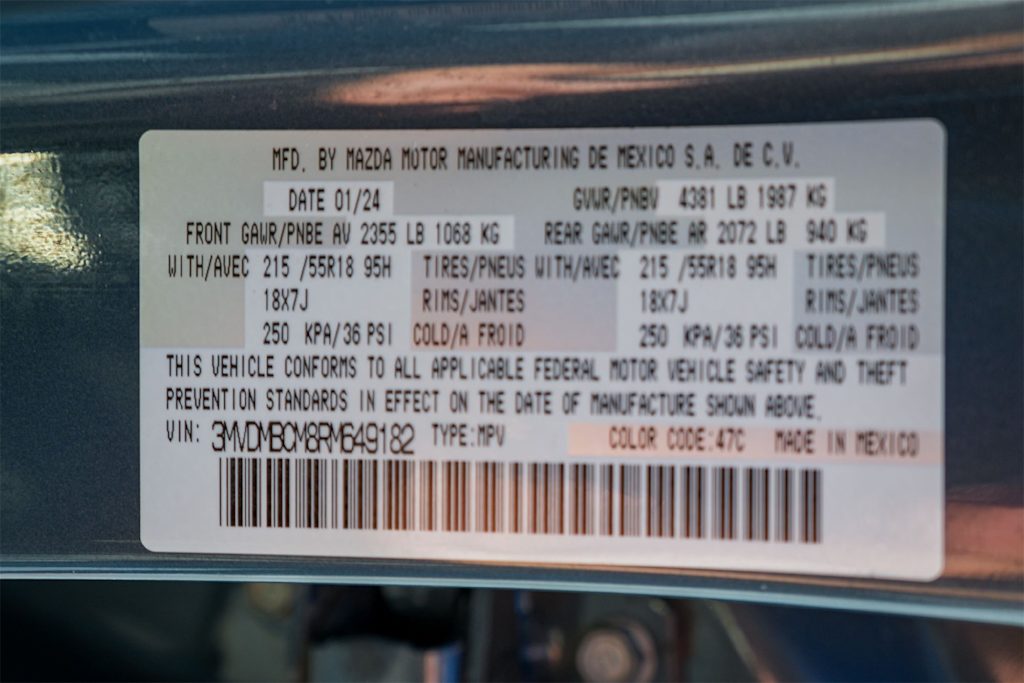 MFD. BY MAZDA MOTOR MANUFACTURING DE MEXICO S.A. DE C.V.
DATE 01/24 GVWR/PNBV 4381 LB 1987 KG
FRONT GAWR/PNBE AV 2355 LB 1068 KG REAR GAWR/PNBE AR 2072 LB 940 KG
WITH/AVEC 215 /55R18 95H TIRES/PNEUS WITH/AVEC 215 /55R18 95H TIRES/PNEUS
18X7J RIMS/JANTES 18X7J RIMS/JANTES
250 KPA/36 PSI COLD/A FROID 250 KPA/36 PSI COLD/A FROID
THIS VEHICLE CONFORMS TO ALL APPLICABLE FEDERAL MOTOR VEHICLE SAFETY AND THEFT
PREVENTION STANDARDS IN EFFECT ON THE DATE OF MANUFACTURE SHOWN ABOVE.
VIN: 3MVDMBCM8RM649182 TYPE:MPV COLOR CODE:47C MADE IN MEXICO